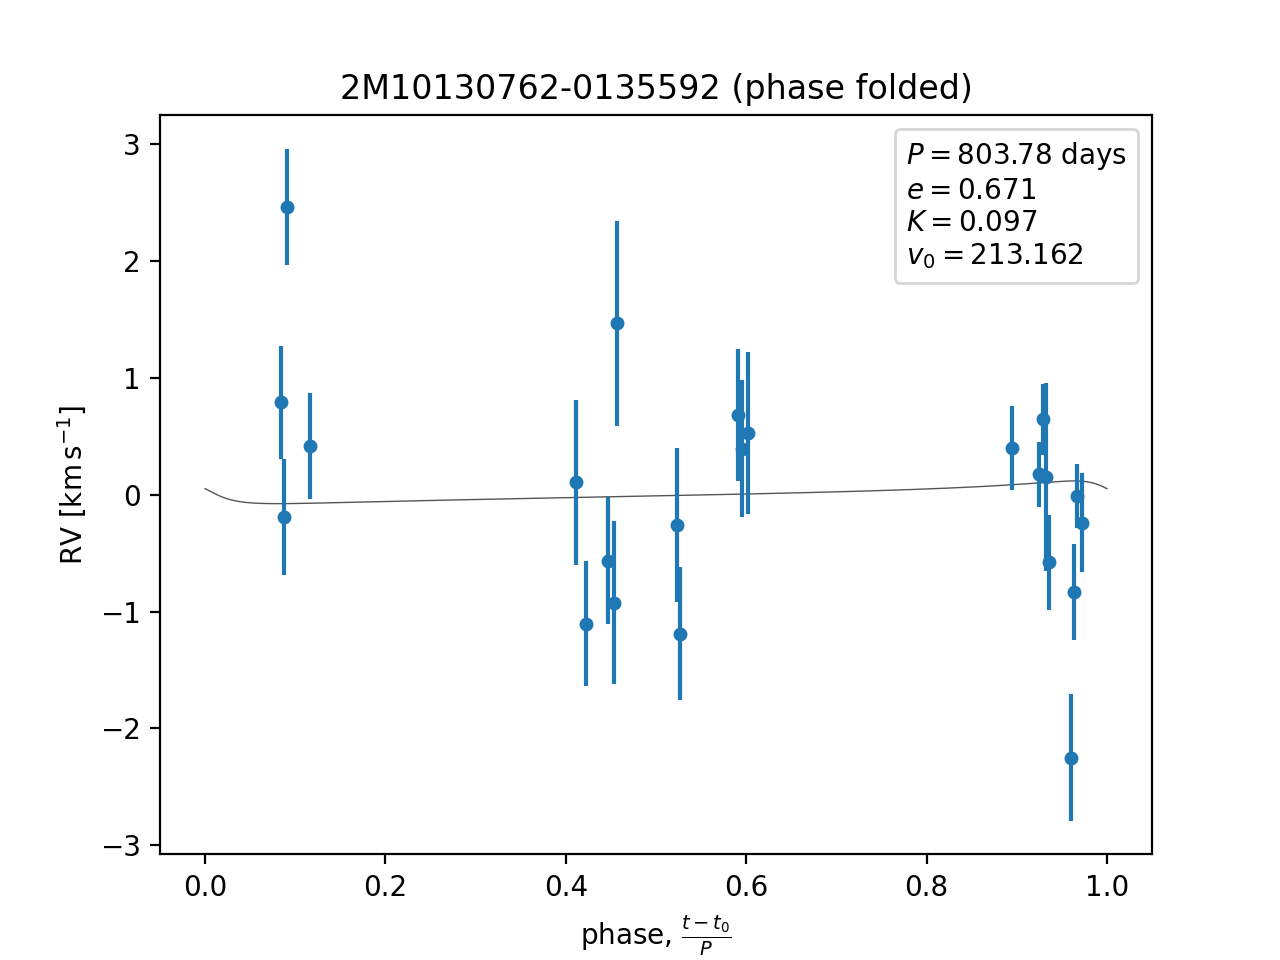 2M10130762-0135592 (phase folded)
P = 803.78 days
e = 0.671
K = 0.097
v₀ = 213.162
3
2
1
0
−1
−2
−3
RV [km s⁻¹]
0.0 0.2 0.4 0.6 0.8 1.0
phase, (t − t₀)/P